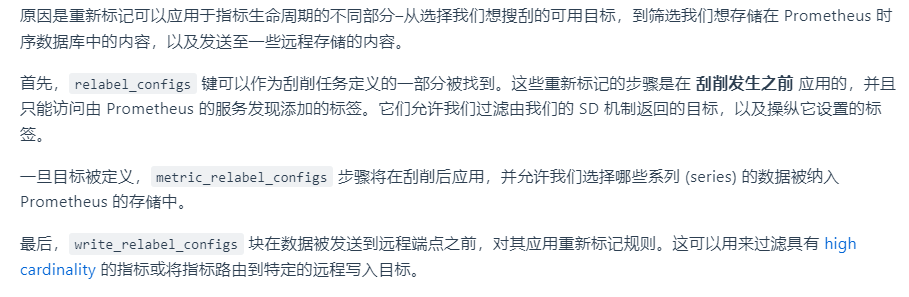 原因是重新标记可以应用于指标生命周期的不同部分–从选择我们想搜刮的可用目标，到筛选我们想存储在 Prometheus 时
序数据库中的内容，以及发送至一些远程存储的内容。
首先，relabel_configs 键可以作为刮削任务定义的一部分被找到。这些重新标记的步骤是在 刮削发生之前 应用的，并且
只能访问由 Prometheus 的服务发现添加的标签。它们允许我们过滤由我们的 SD 机制返回的目标，以及操纵它设置的标
签。
一旦目标被定义，metric_relabel_configs 步骤将在刮削后应用，并允许我们选择哪些系列 (series) 的数据被纳入
Prometheus 的存储中。
最后，write_relabel_configs 块在数据被发送到远程端点之前，对其应用重新标记规则。这可以用来过滤具有 high
cardinality 的指标或将指标路由到特定的远程写入目标。